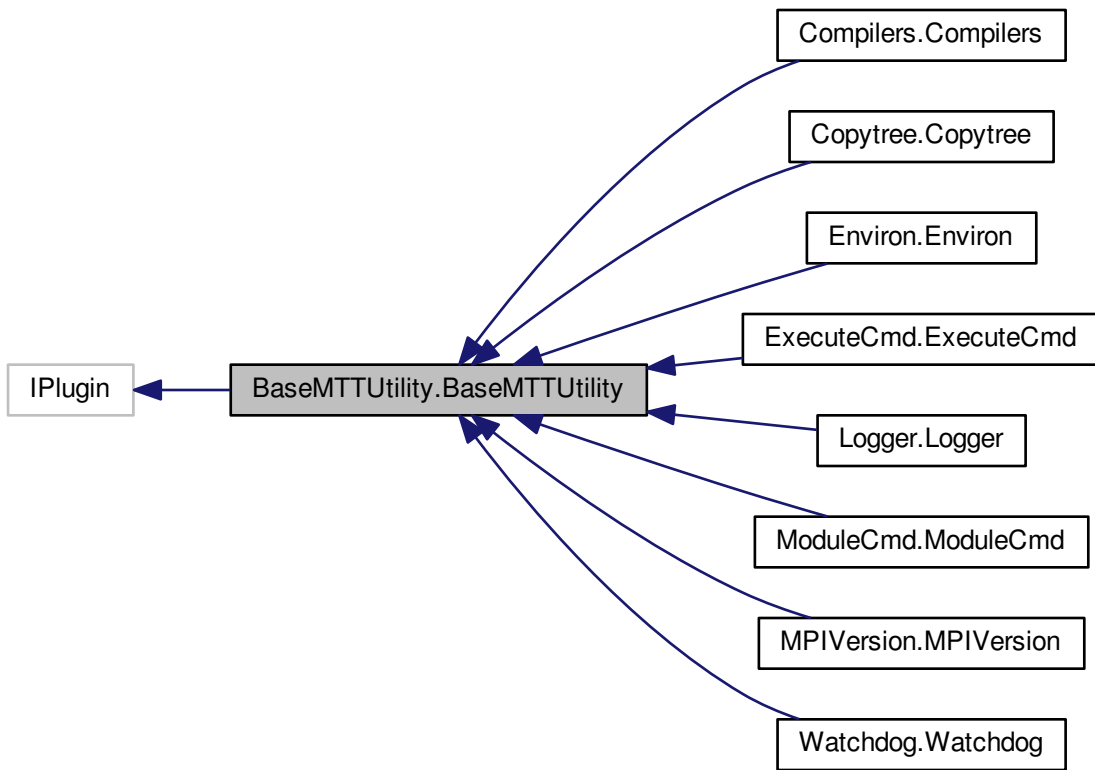 Compilers.Compilers
Copytree.Copytree
Environ.Environ
ExecuteCmd.ExecuteCmd
IPlugin
BaseMTTUtility.BaseMTTUtility
Logger.Logger
ModuleCmd.ModuleCmd
MPIVersion.MPIVersion
Watchdog.Watchdog